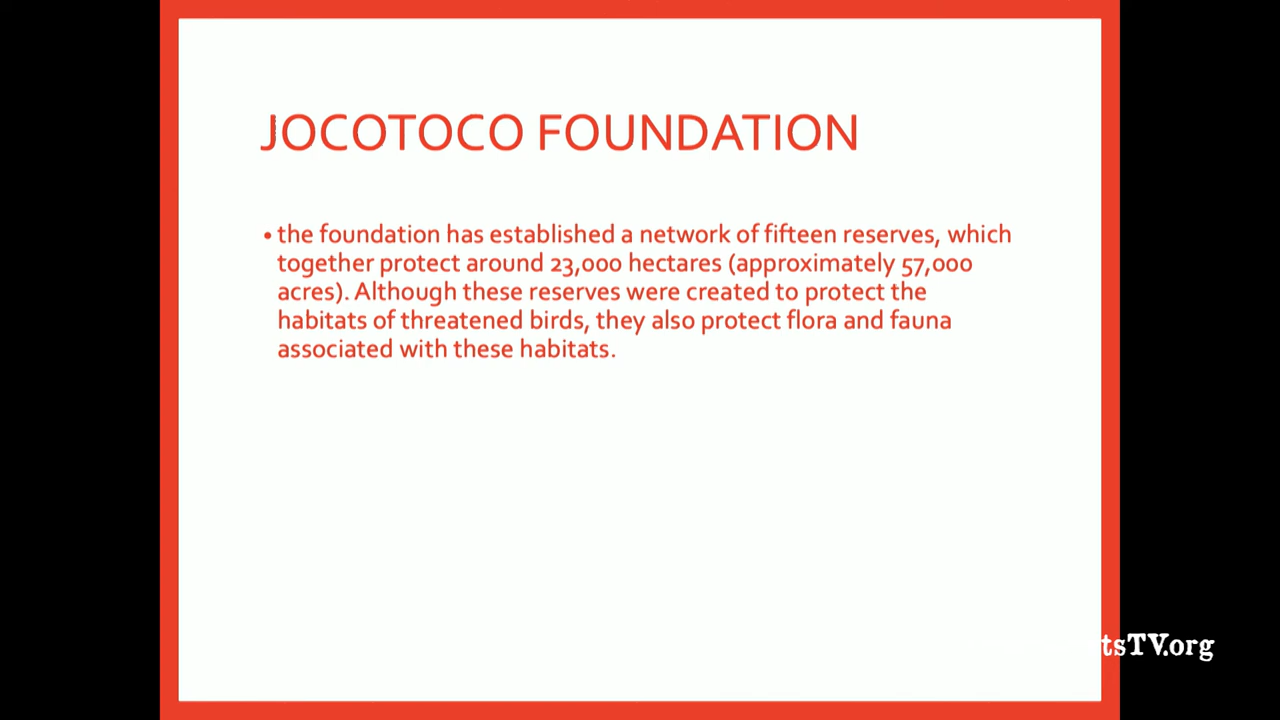 JOCOTOCO FOUNDATION
• the foundation has established a network of fifteen reserves, which
together protect around 23,000 hectares (approximately 57,000
acres). Although these reserves were created to protect the
habitats of threatened birds, they also protect flora and fauna
associated with these habitats.
tsTV.org